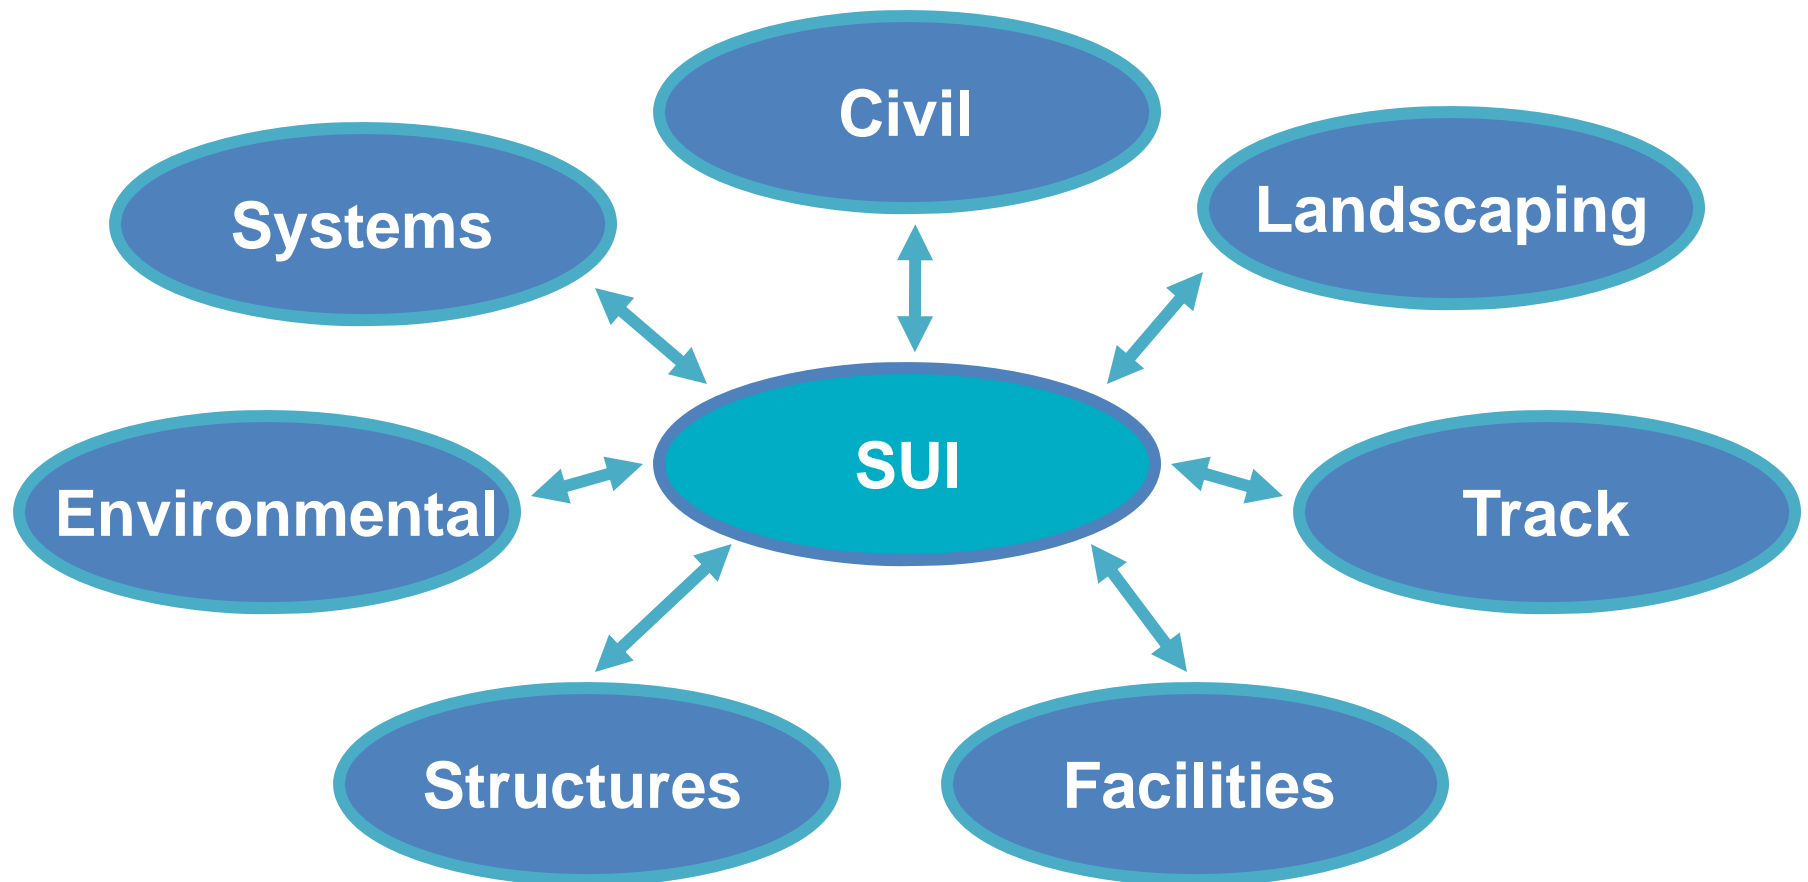 Civil
Landscaping
Systems
SUI
Environmental
Track
Structures
Facilities